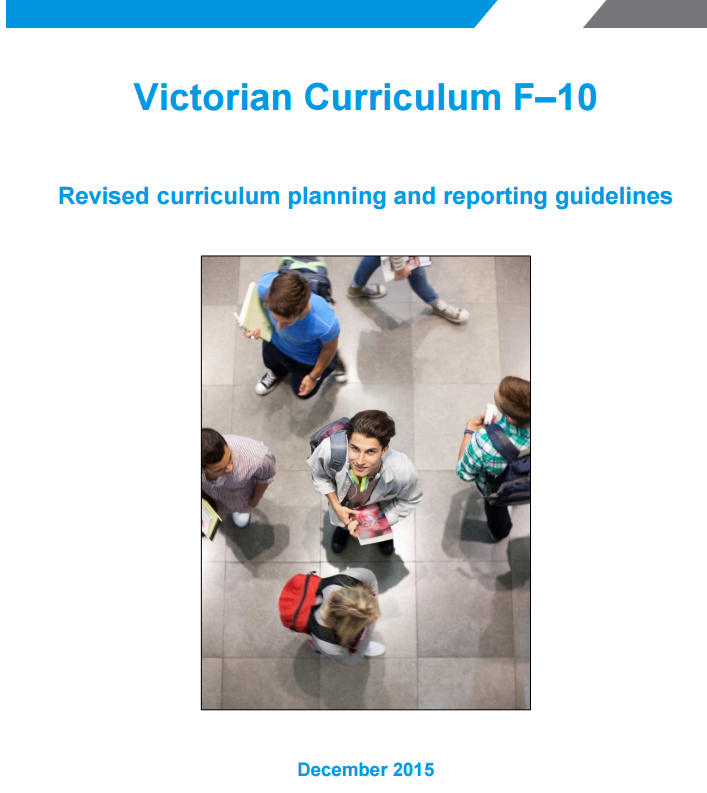 Victorian Curriculum F–10
Revised curriculum planning and reporting guidelines
December 2015